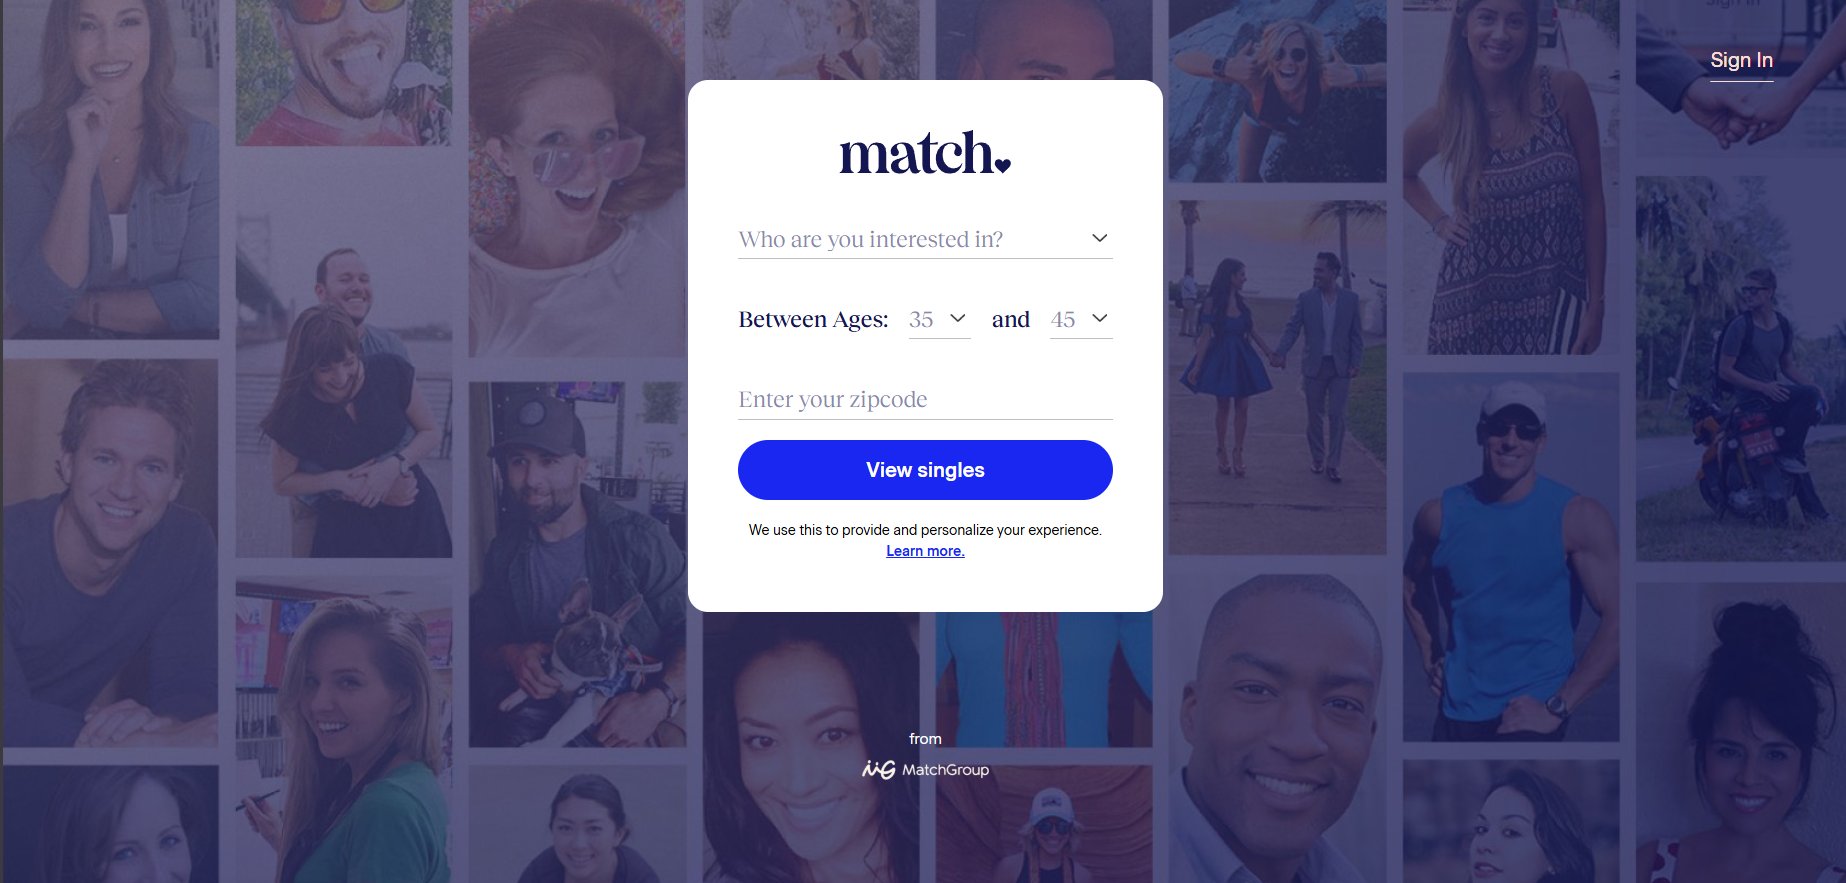 Sign In
match
Who are you interested in?
Between Ages: 35 and 45
Enter your zipcode
View singles
We use this to provide and personalize your experience.
Learn more.
from
MatchGroup